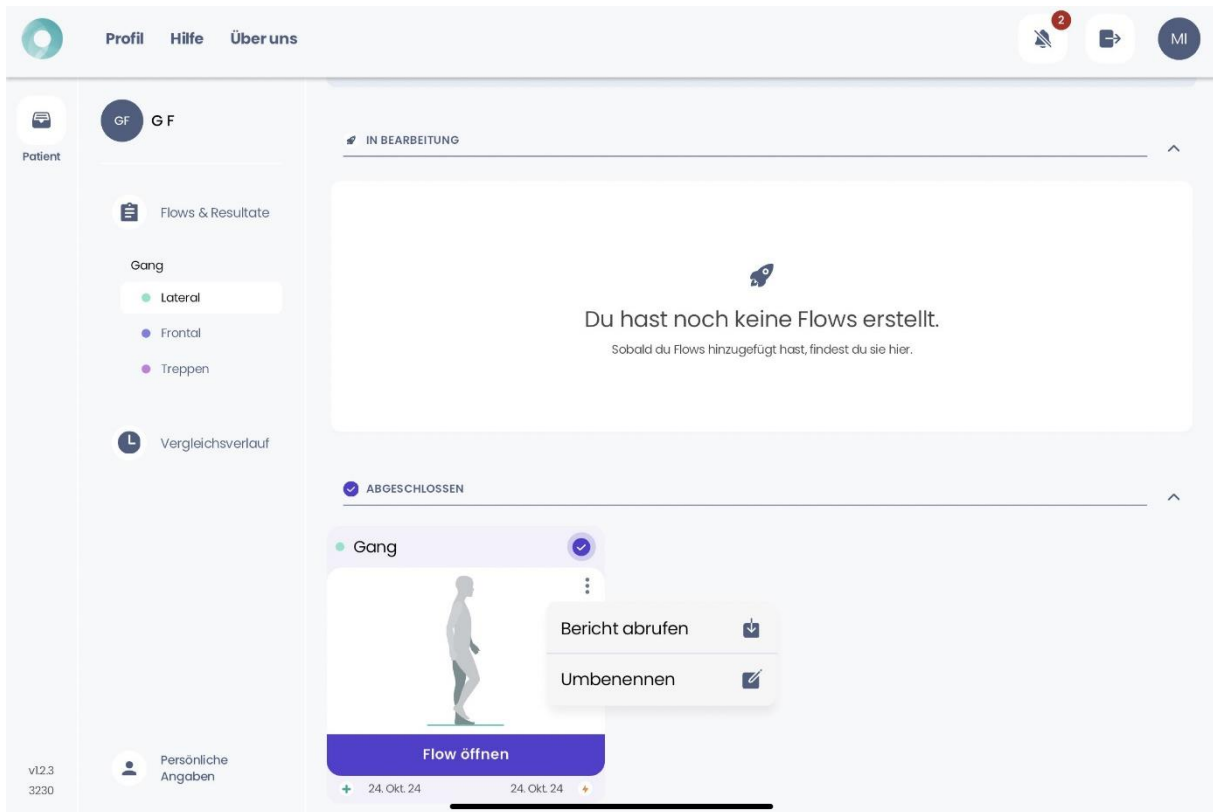 Profil Hilfe Über uns
2
MI
Patient
GF
G F
Flows & Resultate
Gang
Lateral
Frontal
Treppen
Vergleichsverlauf
Persönliche
Angaben
v1.2.3
3230
IN BEARBEITUNG
Du hast noch keine Flows erstellt.
Sobald du Flows hinzugefügt hast, findest du sie hier.
ABGESCHLOSSEN
Gang
Bericht abrufen
Umbenennen
Flow öffnen
24. Okt. 24 24. Okt. 24